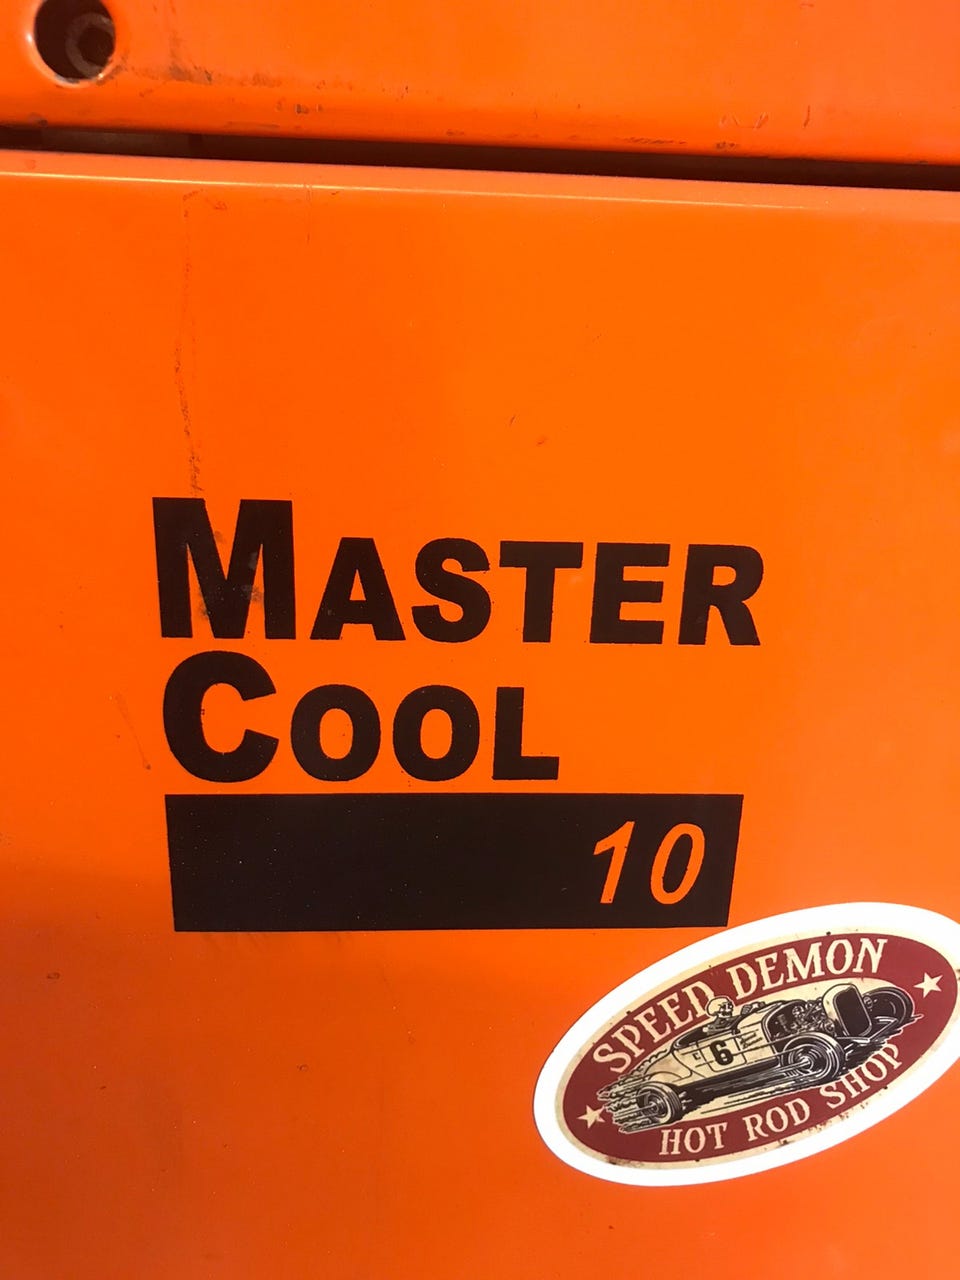 MASTER
COOL
10
SPEED DEMON
6
HOT ROD SHOP